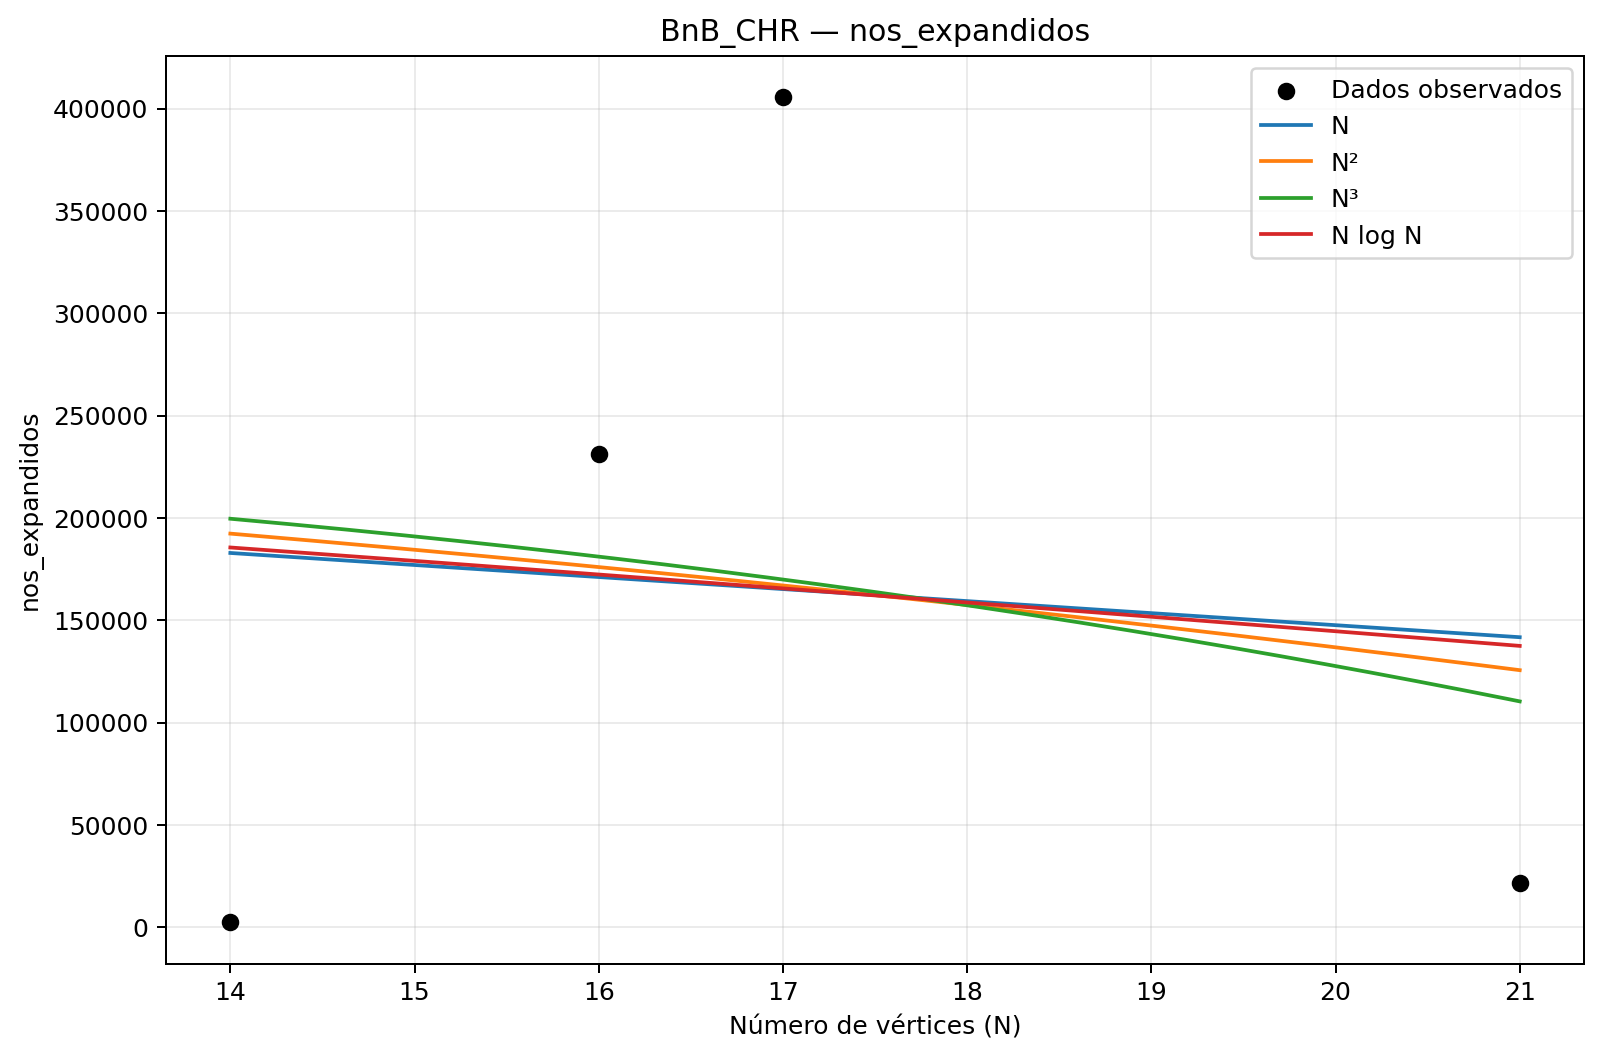 BnB_CHR — nos_expandidos
Dados observados
N
N²
N³
N log N
nos_expandidos
400000
350000
300000
250000
200000
150000
100000
50000
0
14 15 16 17 18 19 20 21
Número de vértices (N)